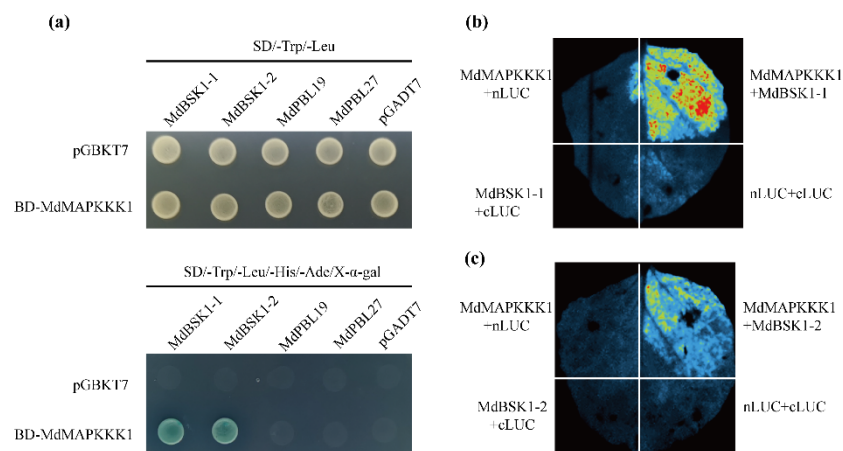 (a)
SD/-Trp/-Leu
MdBSK1-1
MdBSK1-2
MdPBL19
MdPBL27
pGADT7
pGBKT7
BD-MdMAPKKK1
SD/-Trp/-Leu/-His/-Ade/X-α-gal
MdBSK1-1
MdBSK1-2
MdPBL19
MdPBL27
pGADT7
pGBKT7
BD-MdMAPKKK1
(b)
MdMAPKKK1
+nLUC
MdMAPKKK1
+MdBSK1-1
MdBSK1-1
+cLUC
nLUC+cLUC
(c)
MdMAPKKK1
+nLUC
MdMAPKKK1
+MdBSK1-2
MdBSK1-2
+cLUC
nLUC+cLUC